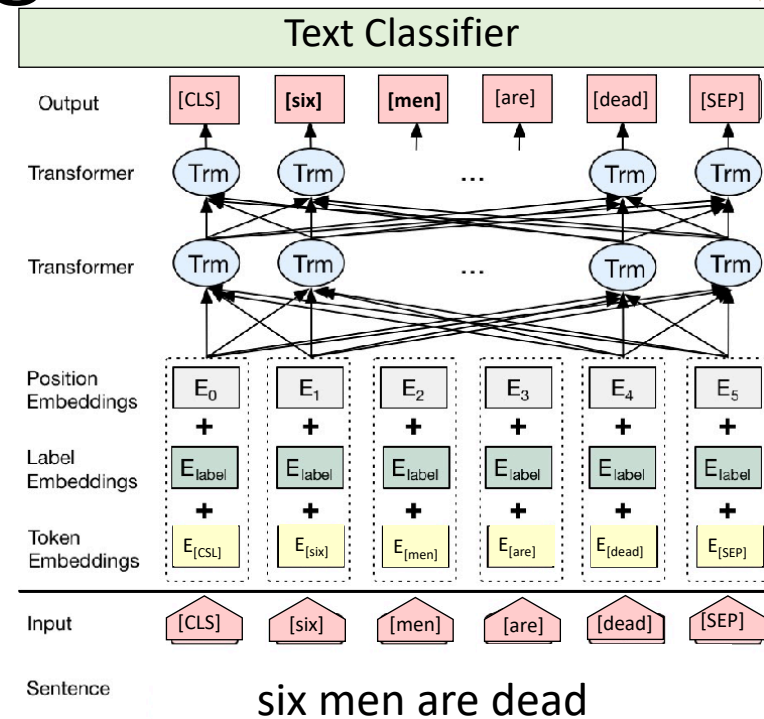 Text Classifier
Output [CLS] [six] [men] [are] [dead] [SEP]
Transformer Trm Trm ... Trm Trm
Transformer Trm Trm ... Trm Trm
Position Embeddings E0 E1 E2 E3 E4 E5
+ + + + + +
Label Embeddings Elabel Elabel Elabel Elabel Elabel Elabel
+ + + + + +
Token Embeddings E[CSL] E[six] E[men] E[are] E[dead] E[SEP]
Input [CLS] [six] [men] [are] [dead] [SEP]
Sentence six men are dead